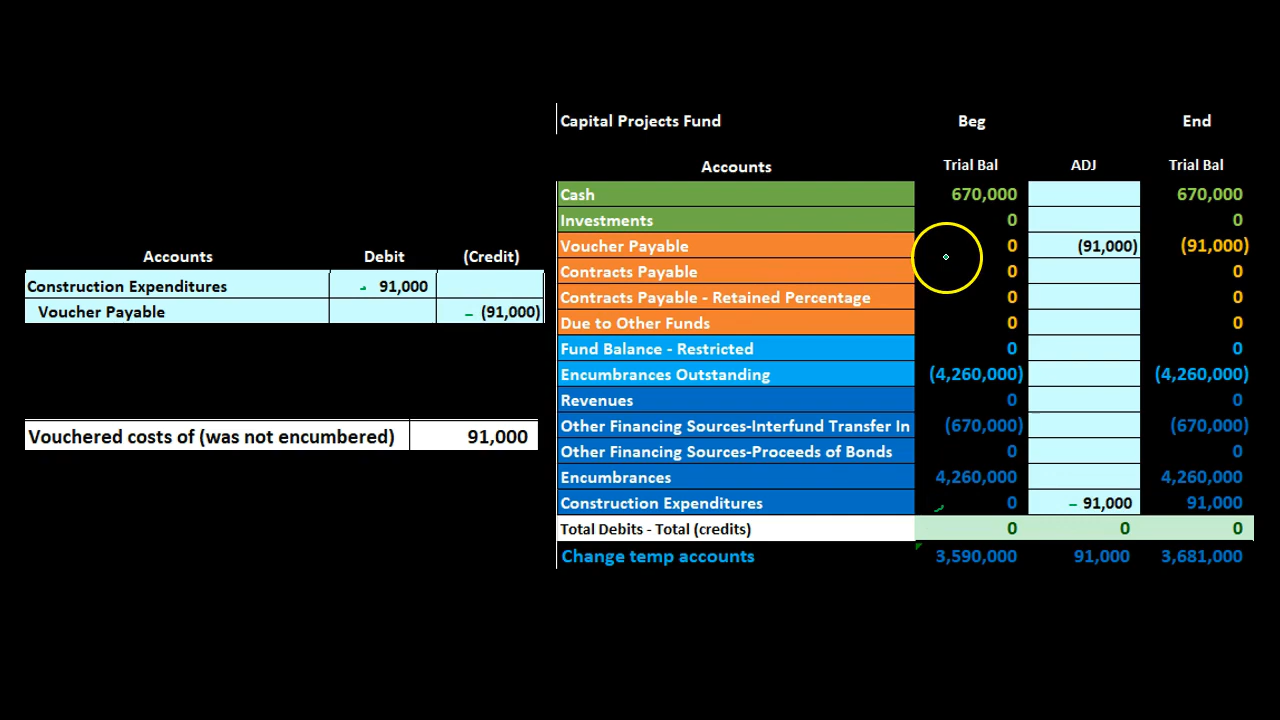 Accounts Debit (Credit)
Construction Expenditures 91,000
Voucher Payable (91,000)
Vouchered costs of (was not encumbered) 91,000
Capital Projects Fund Beg End
Accounts Trial Bal ADJ Trial Bal
Cash 670,000 670,000
Investments 0 0
Voucher Payable 0 (91,000) (91,000)
Contracts Payable 0 0
Contracts Payable - Retained Percentage 0 0
Due to Other Funds 0 0
Fund Balance - Restricted 0 0
Encumbrances Outstanding (4,260,000) (4,260,000)
Revenues 0 0
Other Financing Sources-Interfund Transfer In (670,000) (670,000)
Other Financing Sources-Proceeds of Bonds 0 0
Encumbrances 4,260,000 4,260,000
Construction Expenditures 0 91,000 91,000
Total Debits - Total (credits) 0 0 0
Change temp accounts 3,590,000 91,000 3,681,000